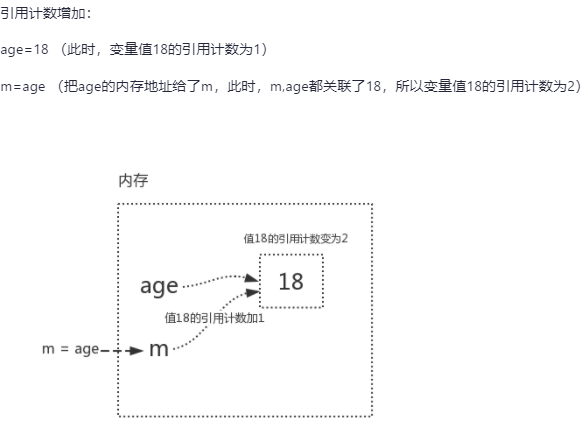 引用计数增加：
age=18 （此时，变量值18的引用计数为1）
m=age （把age的内存地址给了m，此时，m,age都关联了18，所以变量值18的引用计数为2）
内存
值18的引用计数变为2
18
age
值18的引用计数加1
m = age
m